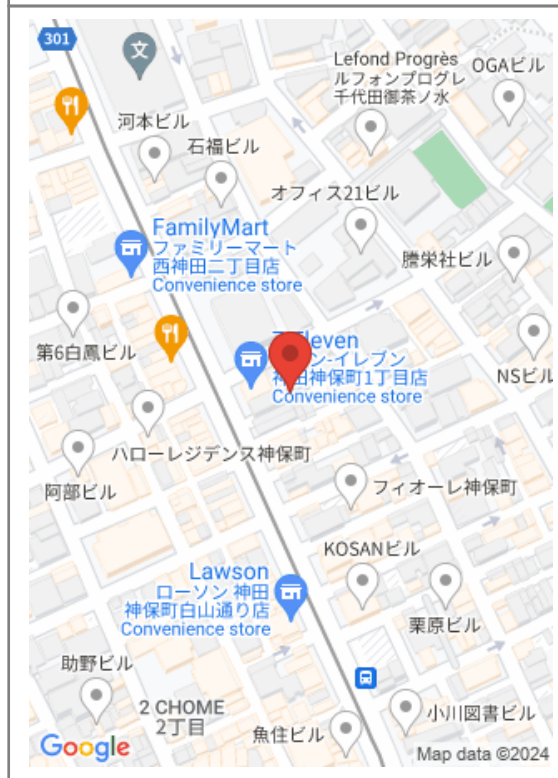 301
文
Lefond Progrès
ルフォンプログレ
千代田御茶ノ水
OGAビル
河本ビル
石福ビル
オフィス21ビル
FamilyMart
ファミリーマート
西神田二丁目店
Convenience store
謄栄社ビル
第6白鳳ビル
イレブン
神田神保町1丁目店
Convenience store
NSビル
ハローレジデンス神保町
阿部ビル
フィオーレ神保町
KOSANビル
Lawson
ローソン 神田
神保町白山通り店
Convenience store
栗原ビル
助野ビル
2 CHOME
2丁目
小川図書ビル
魚住ビル
Google
Map data ©2024